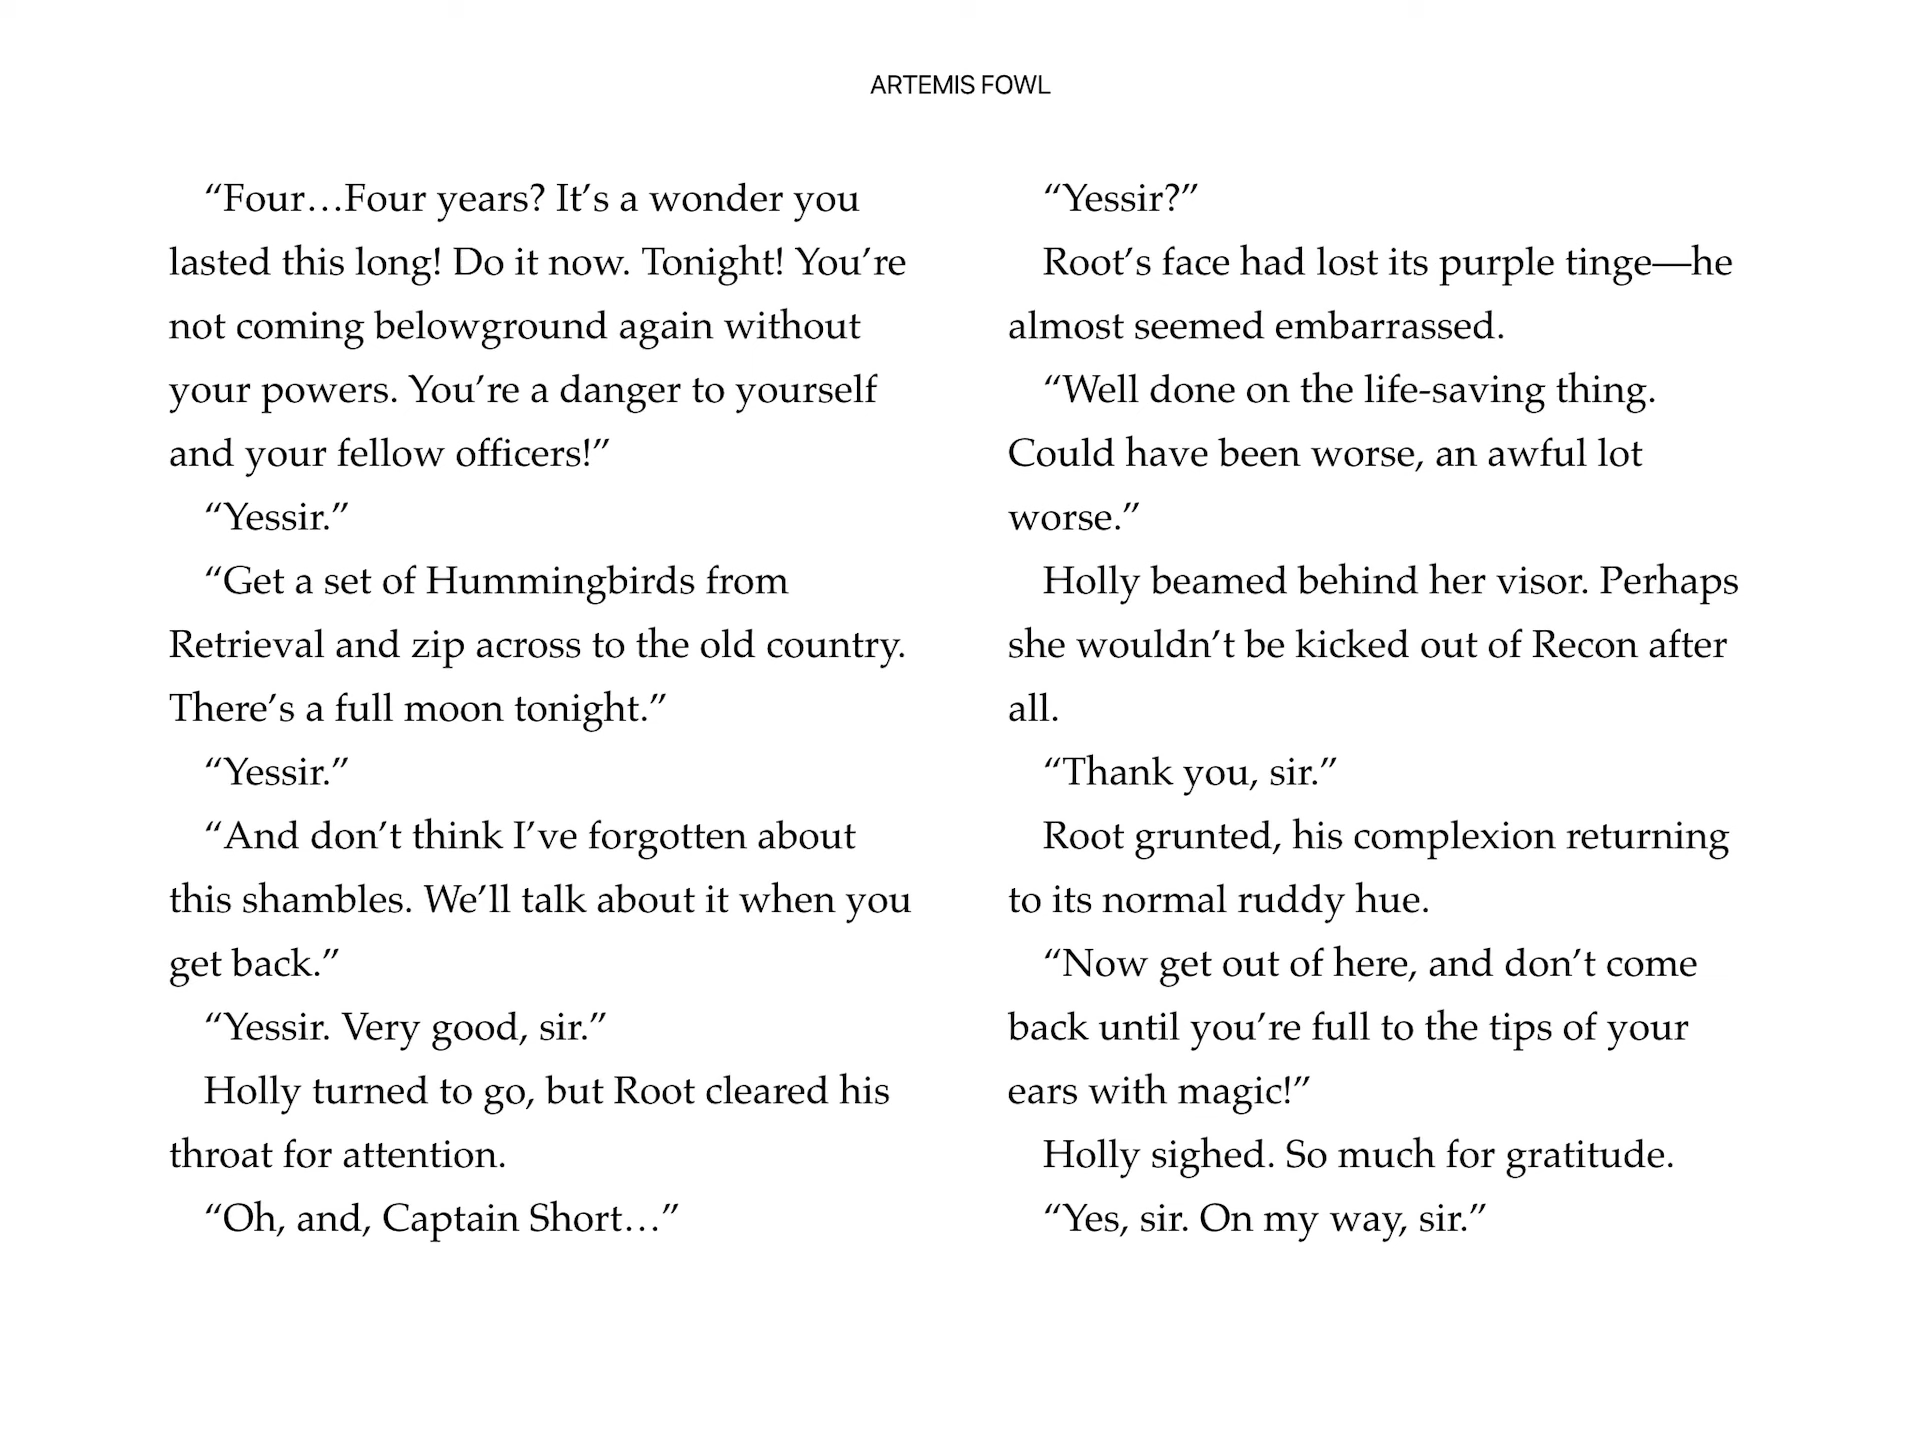 ARTEMIS FOWL
“Four…Four years? It’s a wonder you
lasted this long! Do it now. Tonight! You’re
not coming belowground again without
your powers. You’re a danger to yourself
and your fellow officers!”
“Yessir.”
“Get a set of Hummingbirds from
Retrieval and zip across to the old country.
There’s a full moon tonight.”
“Yessir.”
“And don’t think I’ve forgotten about
this shambles. We’ll talk about it when you
get back.”
“Yessir. Very good, sir.”
Holly turned to go, but Root cleared his
throat for attention.
“Oh, and, Captain Short…”
“Yessir?”
Root’s face had lost its purple tinge—he
almost seemed embarrassed.
“Well done on the life-saving thing.
Could have been worse, an awful lot
worse.”
Holly beamed behind her visor. Perhaps
she wouldn’t be kicked out of Recon after
all.
“Thank you, sir.”
Root grunted, his complexion returning
to its normal ruddy hue.
“Now get out of here, and don’t come
back until you’re full to the tips of your
ears with magic!”
Holly sighed. So much for gratitude.
“Yes, sir. On my way, sir.”